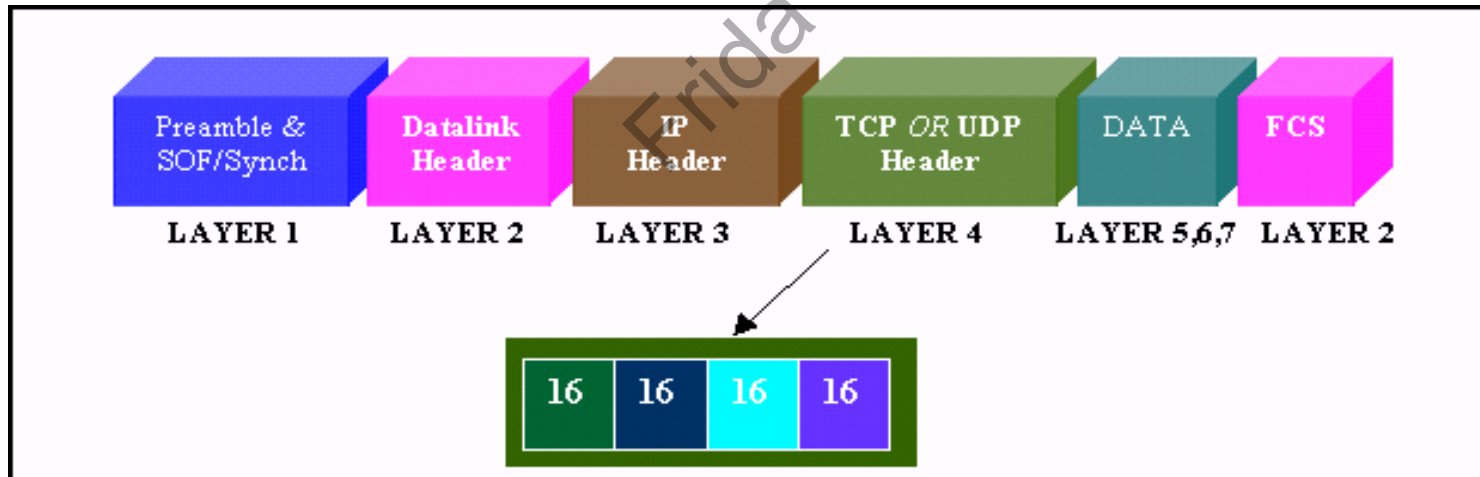 Frida
Preamble &
SOF/Synch
Datalink
Header
IP
Header
TCP OR UDP
Header
DATA
FCS
LAYER 1
LAYER 2
LAYER 3
LAYER 4
LAYER 5,6,7
LAYER 2
16 16 16 16